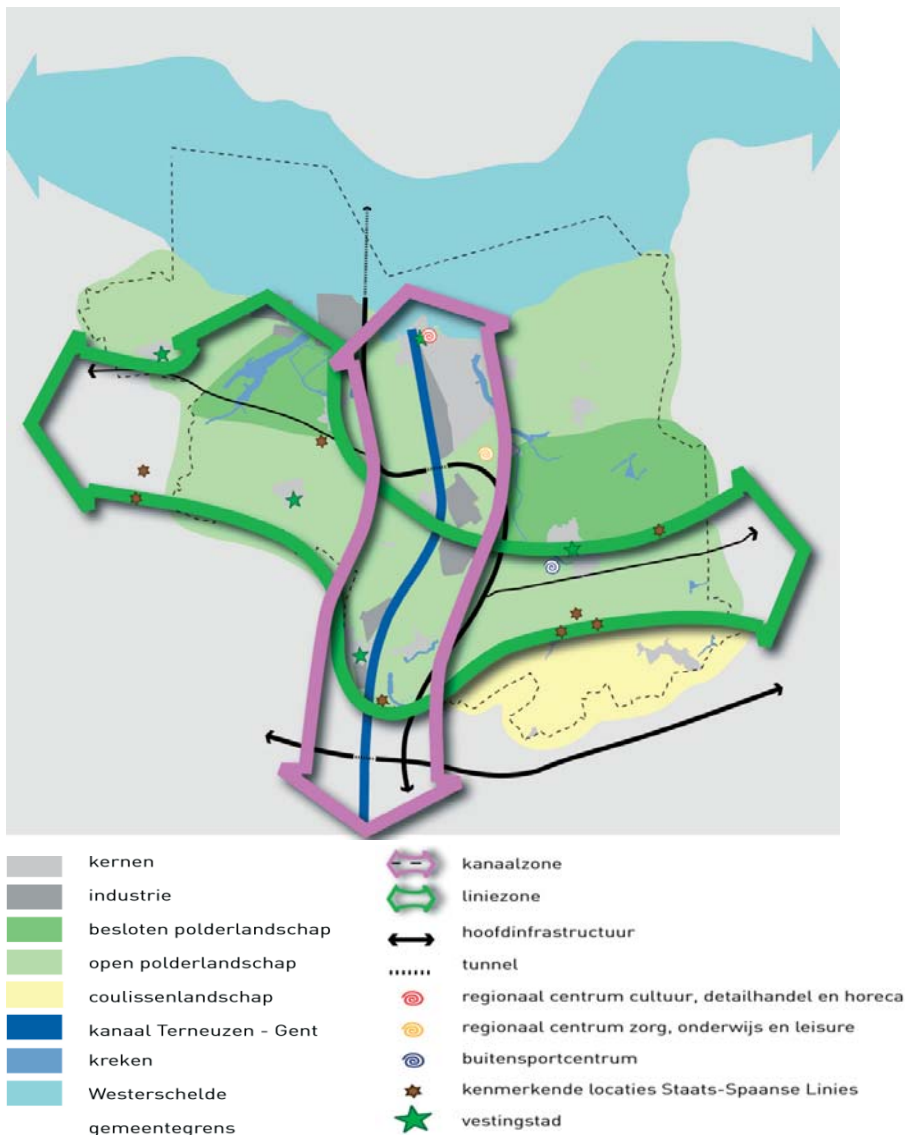 kernen
industrie
besloten polderlandschap
open polderlandschap
coulissenlandschap
kanaal Terneuzen - Gent
kreken
Westerschelde
gemeentegrens
kanaalzone
liniezone
hoofdinfrastructuur
tunnel
regionaal centrum cultuur, detailhandel en horeca
regionaal centrum zorg, onderwijs en leisure
buitensportcentrum
kenmerkende locaties Staats-Spaanse Linies
vestingstad